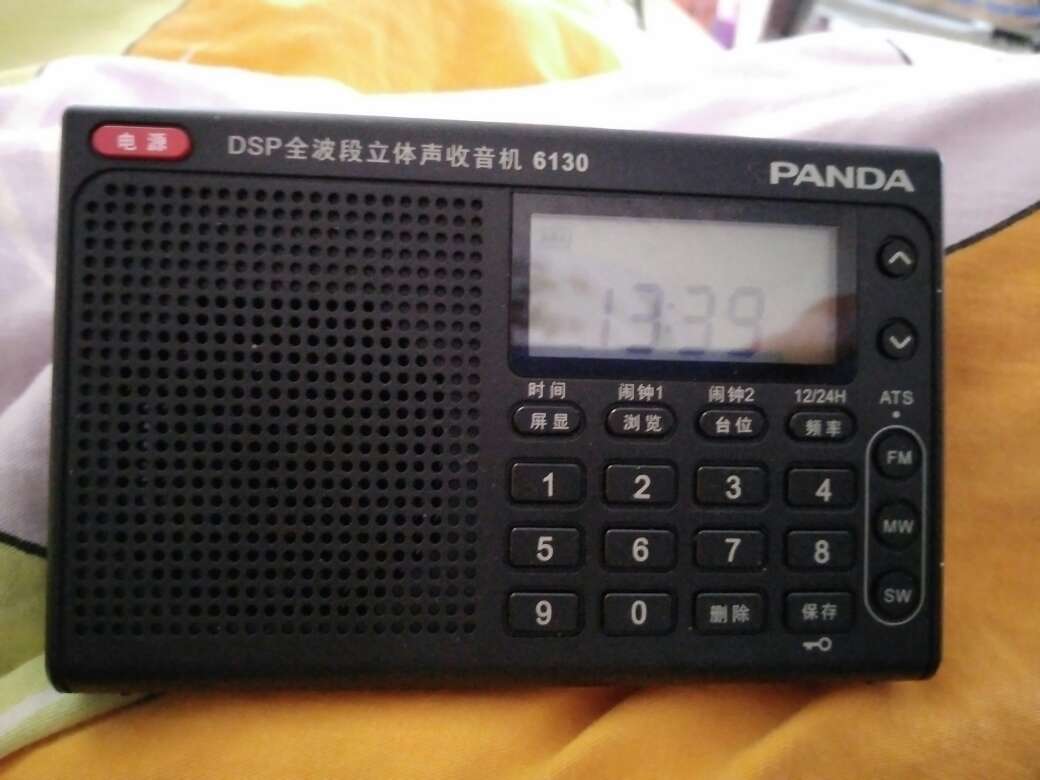 电源
DSP全波段立体声收音机 6130
PANDA
13:39
时间 闹钟1 闹钟2 12/24H ATS
屏显 浏览 台位 频率
FM
1 2 3 4
MW
5 6 7 8
SW
9 0 删除 保存